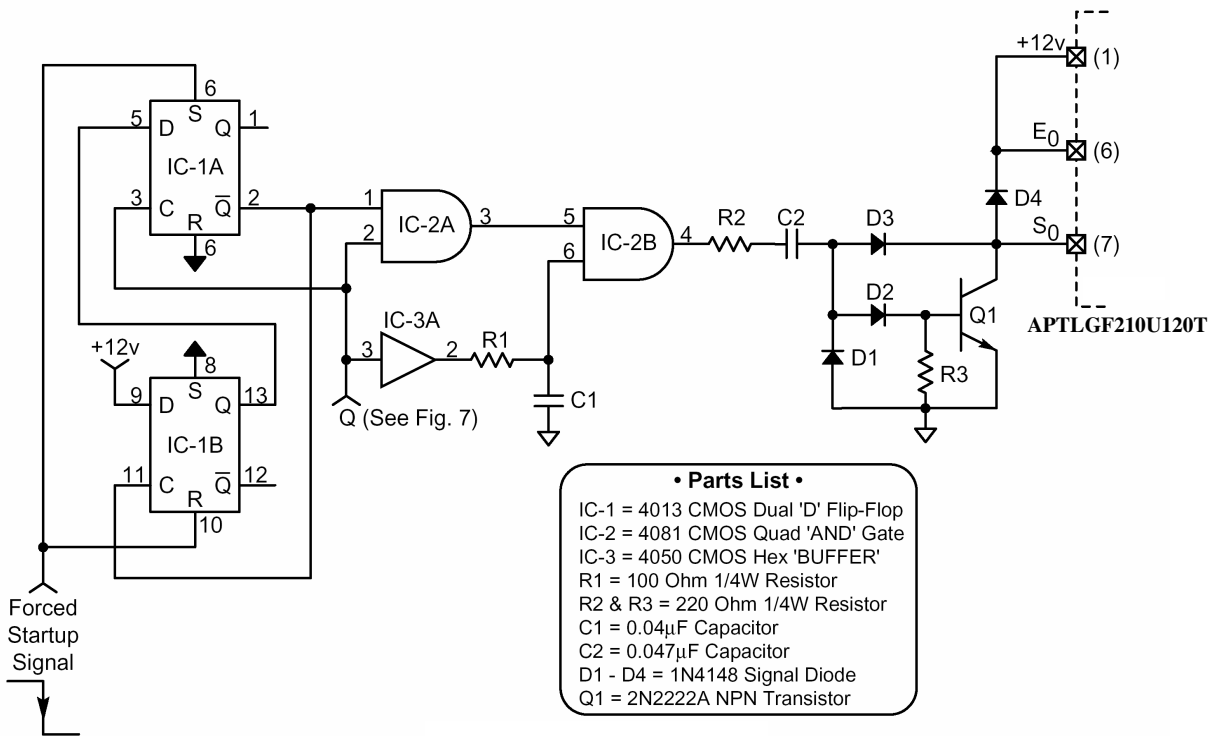 +12v
(1)
6
S
5
D
Q
1
IC-1A
3
C
Q
2
R
6
1
2
IC-2A
3
5
6
IC-2B
4
R2
C2
D3
E0
(6)
D4
S0
(7)
D2
Q1
APTLGF210U120T
D1
R3
IC-3A
3
2
R1
C1
Q (See Fig. 7)
+12v
8
S
9
D
Q
13
IC-1B
11
C
Q
12
R
10
Forced
Startup
Signal
• Parts List •
IC-1 = 4013 CMOS Dual 'D' Flip-Flop
IC-2 = 4081 CMOS Quad 'AND' Gate
IC-3 = 4050 CMOS Hex 'BUFFER'
R1 = 100 Ohm 1/4W Resistor
R2 & R3 = 220 Ohm 1/4W Resistor
C1 = 0.04µF Capacitor
C2 = 0.047µF Capacitor
D1 - D4 = 1N4148 Signal Diode
Q1 = 2N2222A NPN Transistor